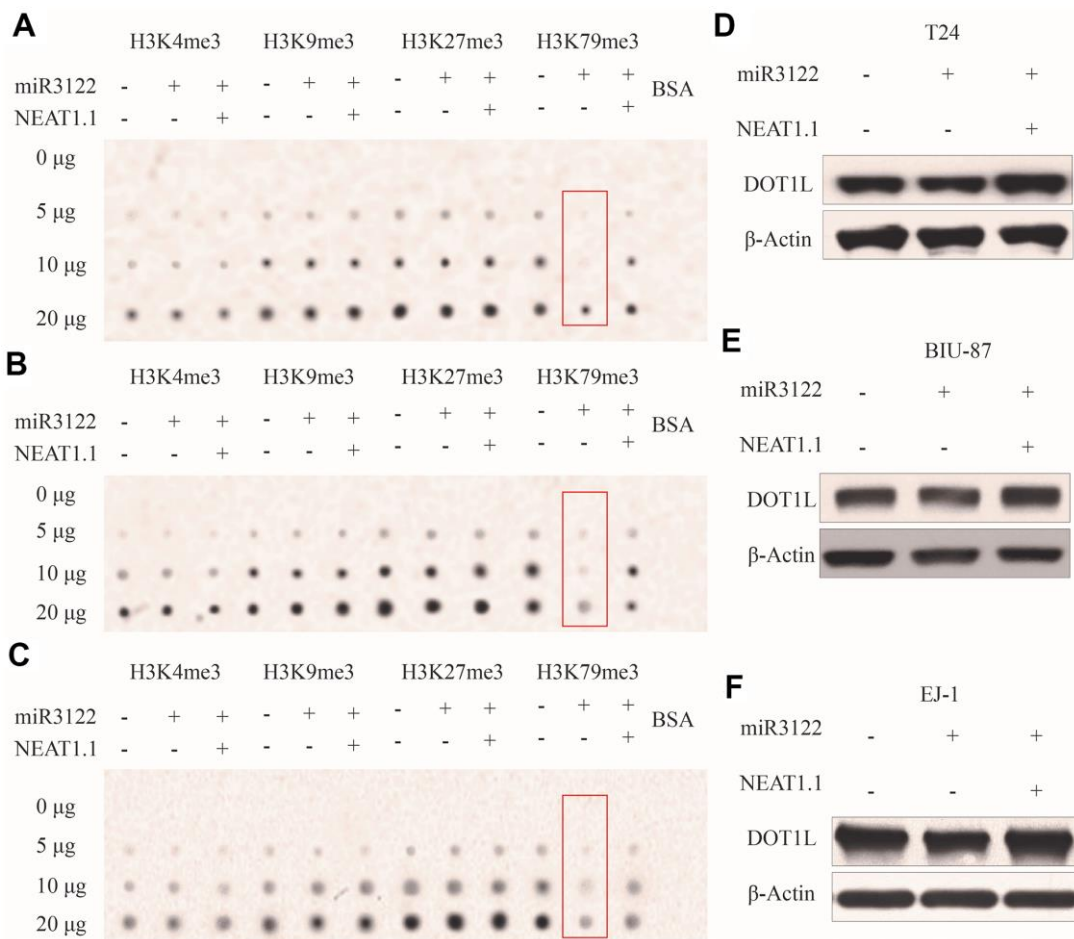 A
H3K4me3 H3K9me3 H3K27me3 H3K79me3
miR3122 - + + - + + - + + - + + BSA
NEAT1.1 - - + - - + - - + - - +
0 μg
5 μg
10 μg
20 μg
B
H3K4me3 H3K9me3 H3K27me3 H3K79me3
miR3122 - + + - + + - + + - + + BSA
NEAT1.1 - - + - - + - - + - - +
0 μg
5 μg
10 μg
20 μg
C
H3K4me3 H3K9me3 H3K27me3 H3K79me3
miR3122 - + + - + + - + + - + + BSA
NEAT1.1 - - + - - + - - + - - +
0 μg
5 μg
10 μg
20 μg
D
T24
miR3122 - + +
NEAT1.1 - - +
DOT1L
β-Actin
E
BIU-87
miR3122 - + +
NEAT1.1 - - +
DOT1L
β-Actin
F
EJ-1
miR3122 - + +
NEAT1.1 - - +
DOT1L
β-Actin